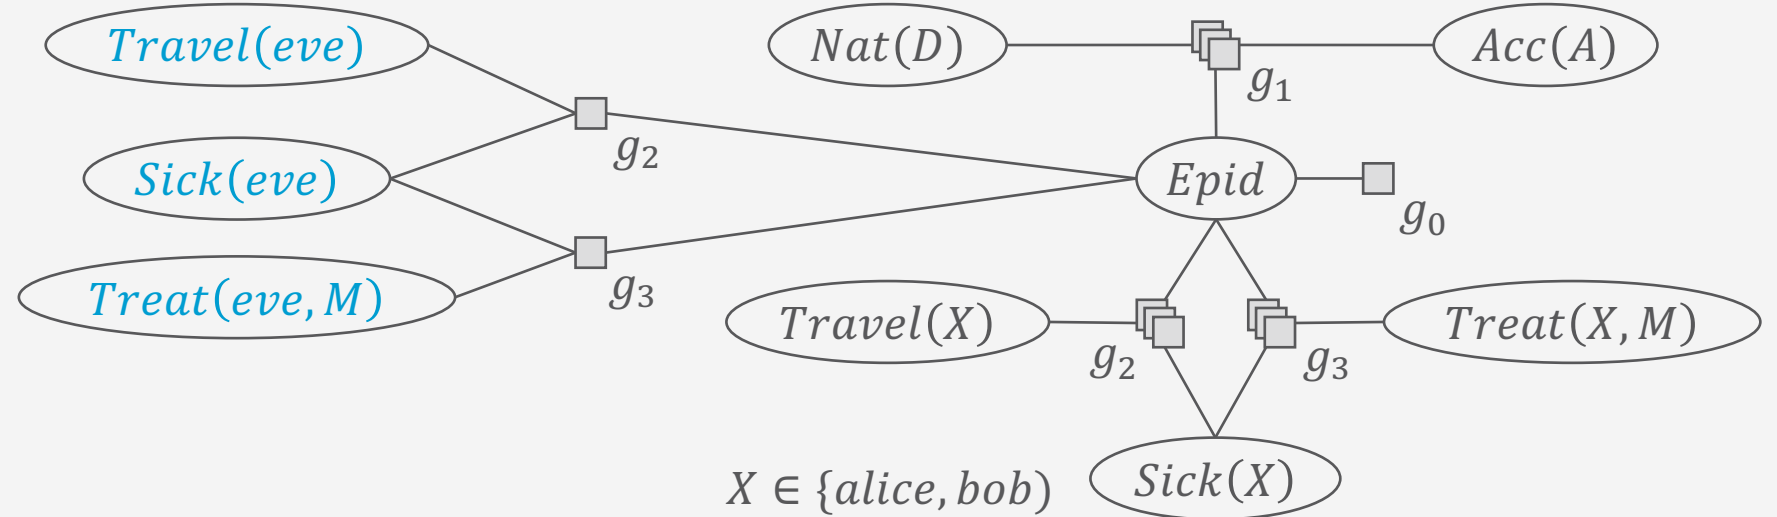 Travel(eve)
Nat(D)
Acc(A)
g₁
g₂
Sick(eve)
Epid
g₀
g₃
Treat(eve, M)
Travel(X)
Treat(X, M)
g₂
g₃
X ∈ {alice, bob)
Sick(X)